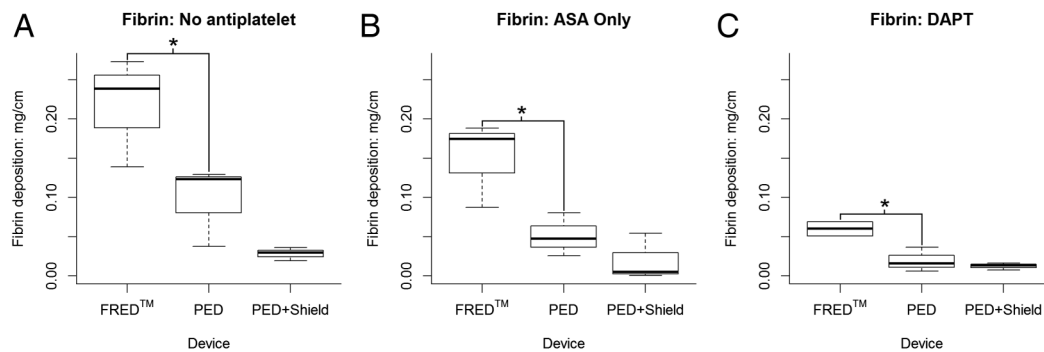 A
Fibrin: No antiplatelet
*
Fibrin deposition: mg/cm
0.20
0.10
0.00
FRED™ PED PED+Shield
Device
B
Fibrin: ASA Only
*
Fibrin deposition: mg/cm
0.20
0.10
0.00
FRED™ PED PED+Shield
Device
C
Fibrin: DAPT
*
Fibrin deposition: mg/cm
0.20
0.10
0.00
FRED™ PED PED+Shield
Device